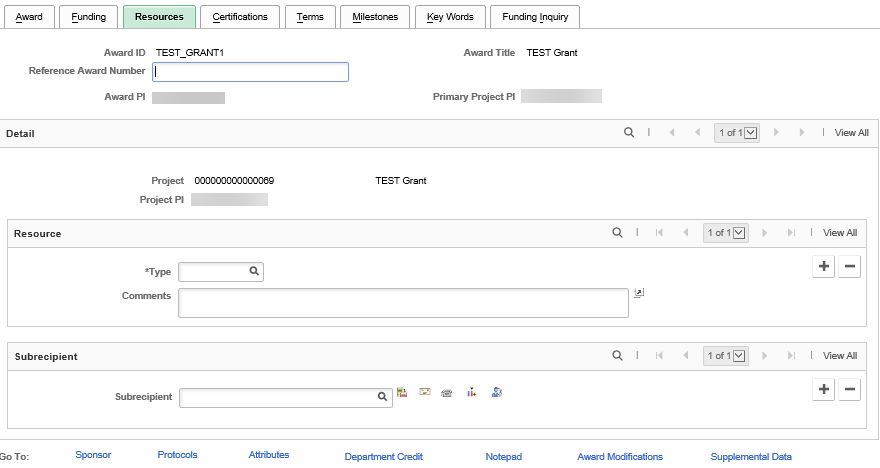 Award Funding Resources Certifications Terms Milestones Key Words Funding Inquiry
Award ID TEST_GRANT1 Award Title TEST Grant
Reference Award Number
Award PI Primary Project PI
Detail 1 of 1 View All
Project 000000000000069 TEST Grant
Project PI
Resource 1 of 1 View All
*Type
Comments
Subrecipient 1 of 1 View All
Subrecipient
Go To: Sponsor Protocols Attributes Department Credit Notepad Award Modifications Supplemental Data